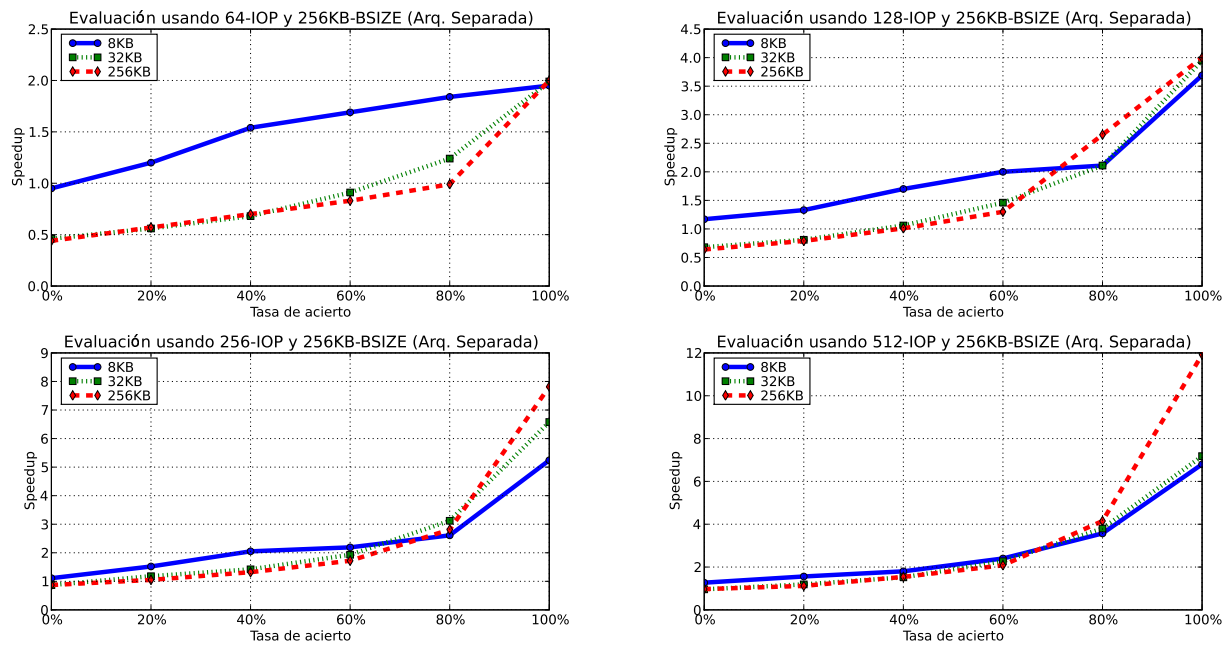 Evaluación usando 64-IOP y 256KB-BSIZE (Arq. Separada)
2.5
2.0
1.5
1.0
0.5
0.0
Speedup
8KB
32KB
256KB
0% 20% 40% 60% 80% 100%
Tasa de acierto
Evaluación usando 128-IOP y 256KB-BSIZE (Arq. Separada)
4.5
4.0
3.5
3.0
2.5
2.0
1.5
1.0
0.5
0.0
Speedup
8KB
32KB
256KB
0% 20% 40% 60% 80% 100%
Tasa de acierto
Evaluación usando 256-IOP y 256KB-BSIZE (Arq. Separada)
9
8
7
6
5
4
3
2
1
0
Speedup
8KB
32KB
256KB
0% 20% 40% 60% 80% 100%
Tasa de acierto
Evaluación usando 512-IOP y 256KB-BSIZE (Arq. Separada)
12
10
8
6
4
2
0
Speedup
8KB
32KB
256KB
0% 20% 40% 60% 80% 100%
Tasa de acierto